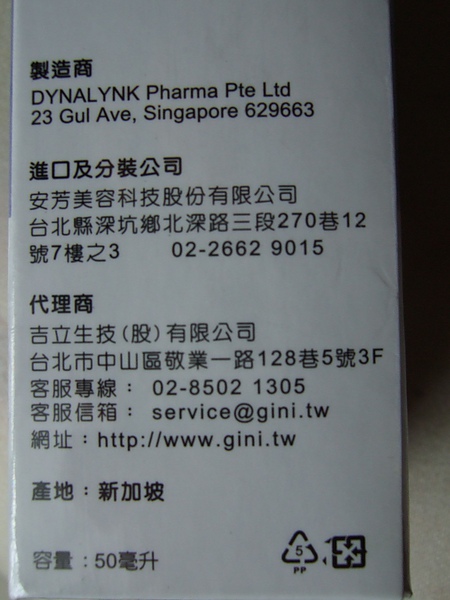 製造商
DYNALYNK Pharma Pte Ltd
23 Gul Ave, Singapore 629663
進口及分裝公司
安芳美容科技股份有限公司
台北縣深坑鄉北深路三段270巷12
號7樓之3 02-2662 9015
代理商
吉立生技(股)有限公司
台北市中山區敬業一路128巷5號3F
客服專線： 02-8502 1305
客服信箱： service@gini.tw
網址：http://www.gini.tw
產地：新加坡
容量：50毫升
5
PP